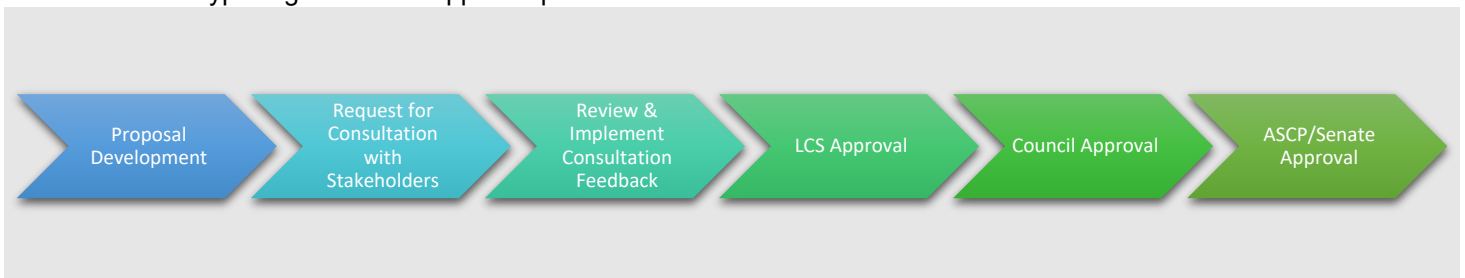 Proposal
Development
Request for
Consultation
with
Stakeholders
Review &
Implement
Consultation
Feedback
LCS Approval
Council Approval
ASCP/Senate
Approval